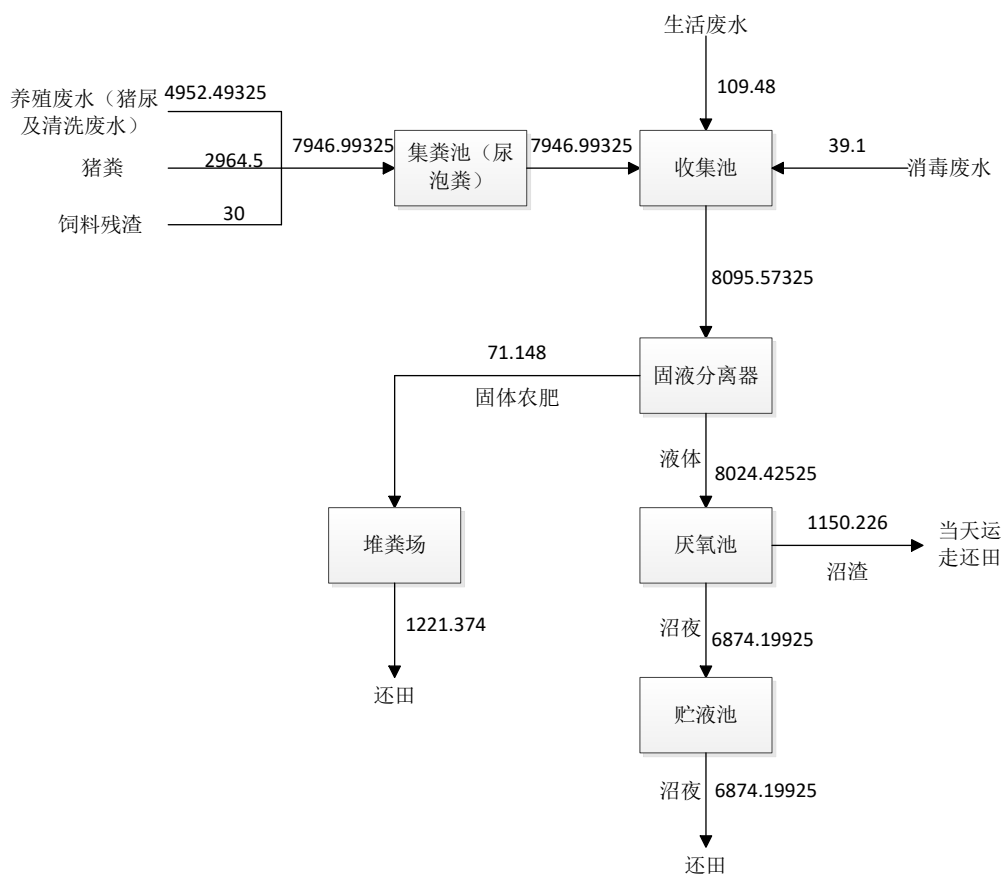 生活废水
109.48
养殖废水（猪尿
及清洗废水）
4952.49325
猪粪
2964.5
饲料残渣
30
7946.99325
集粪池（尿
泡粪）
7946.99325
收集池
39.1
消毒废水
8095.57325
固液分离器
71.148
固体农肥
液体
8024.42525
堆粪场
厌氧池
1150.226
沼渣
当天运
走还田
1221.374
还田
沼夜
6874.19925
贮液池
沼夜
6874.19925
还田